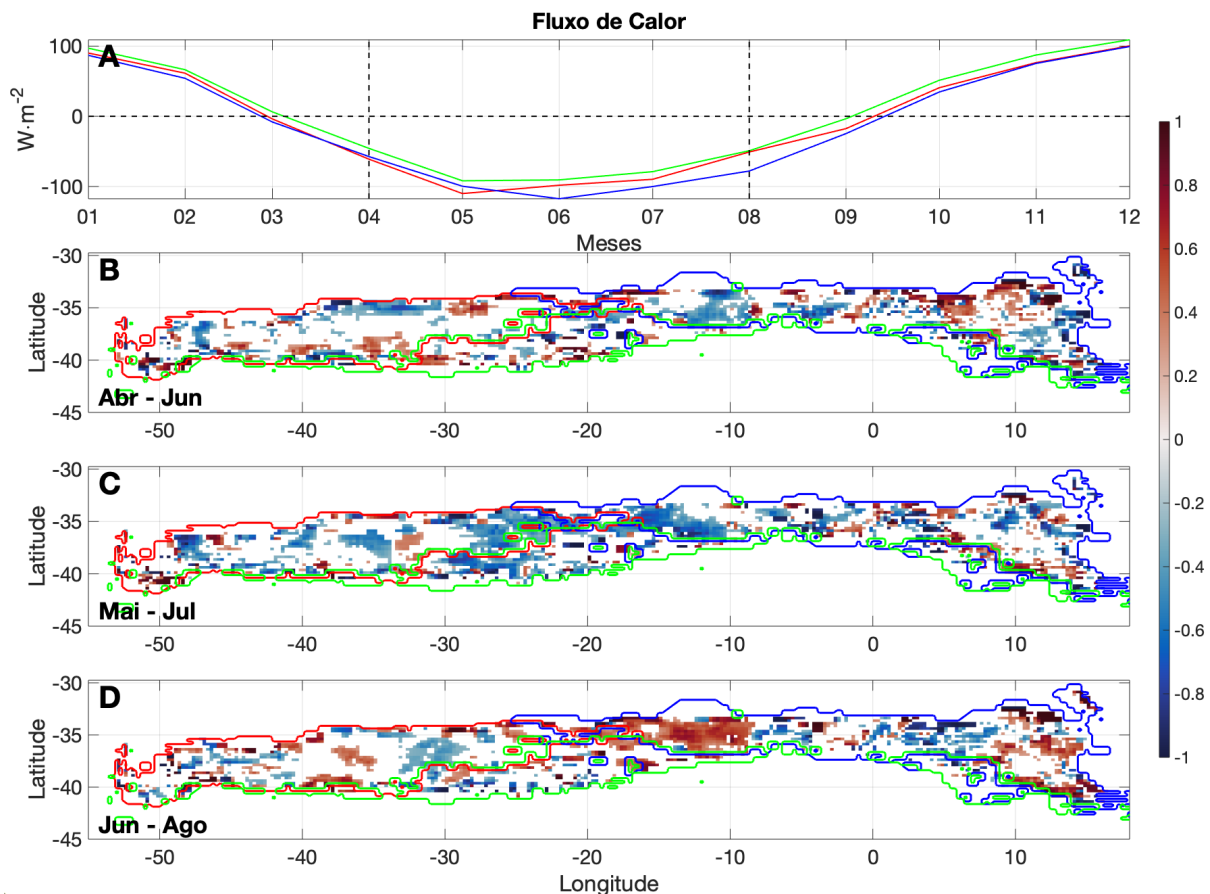 Fluxo de Calor
A
100
0
-100
W·m-2
01 02 03 04 05 06 07 08 09 10 11 12
Meses
B
-30
-35
-40
-45
Latitude
Abr - Jun
-50 -40 -30 -20 -10 0 10
C
-30
-35
-40
-45
Latitude
Mai - Jul
-50 -40 -30 -20 -10 0 10
D
-30
-35
-40
-45
Latitude
Jun - Ago
-50 -40 -30 -20 -10 0 10
Longitude
1
0.8
0.6
0.4
0.2
0
-0.2
-0.4
-0.6
-0.8
-1